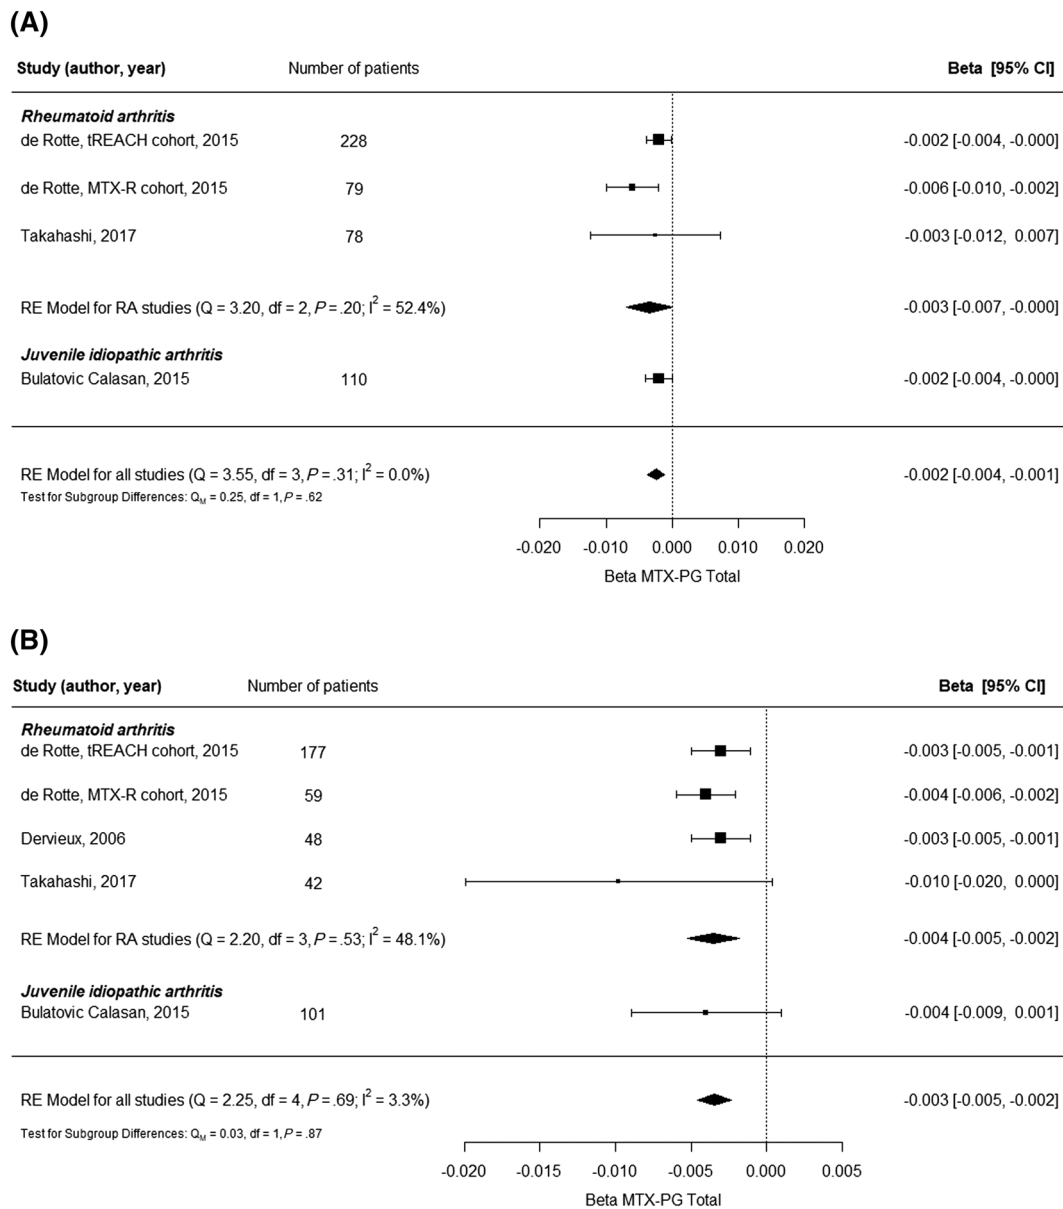 (A)
Study (author, year) Number of patients Beta [95% CI]
Rheumatoid arthritis
de Rotte, tREACH cohort, 2015 228 -0.002 [-0.004, -0.000]
de Rotte, MTX-R cohort, 2015 79 -0.006 [-0.010, -0.002]
Takahashi, 2017 78 -0.003 [-0.012, 0.007]
RE Model for RA studies (Q = 3.20, df = 2, P = .20; I² = 52.4%) -0.003 [-0.007, -0.000]
Juvenile idiopathic arthritis
Bulatovic Calasan, 2015 110 -0.002 [-0.004, -0.000]
RE Model for all studies (Q = 3.55, df = 3, P = .31; I² = 0.0%) -0.002 [-0.004, -0.001]
Test for Subgroup Differences: Q_M = 0.25, df = 1, P = .62
-0.020 -0.010 0.000 0.010 0.020
Beta MTX-PG Total
(B)
Study (author, year) Number of patients Beta [95% CI]
Rheumatoid arthritis
de Rotte, tREACH cohort, 2015 177 -0.003 [-0.005, -0.001]
de Rotte, MTX-R cohort, 2015 59 -0.004 [-0.006, -0.002]
Dervieux, 2006 48 -0.003 [-0.005, -0.001]
Takahashi, 2017 42 -0.010 [-0.020, 0.000]
RE Model for RA studies (Q = 2.20, df = 3, P = .53; I² = 48.1%) -0.004 [-0.005, -0.002]
Juvenile idiopathic arthritis
Bulatovic Calasan, 2015 101 -0.004 [-0.009, 0.001]
RE Model for all studies (Q = 2.25, df = 4, P = .69; I² = 3.3%) -0.003 [-0.005, -0.002]
Test for Subgroup Differences: Q_M = 0.03, df = 1, P = .87
-0.020 -0.015 -0.010 -0.005 0.000 0.005
Beta MTX-PG Total